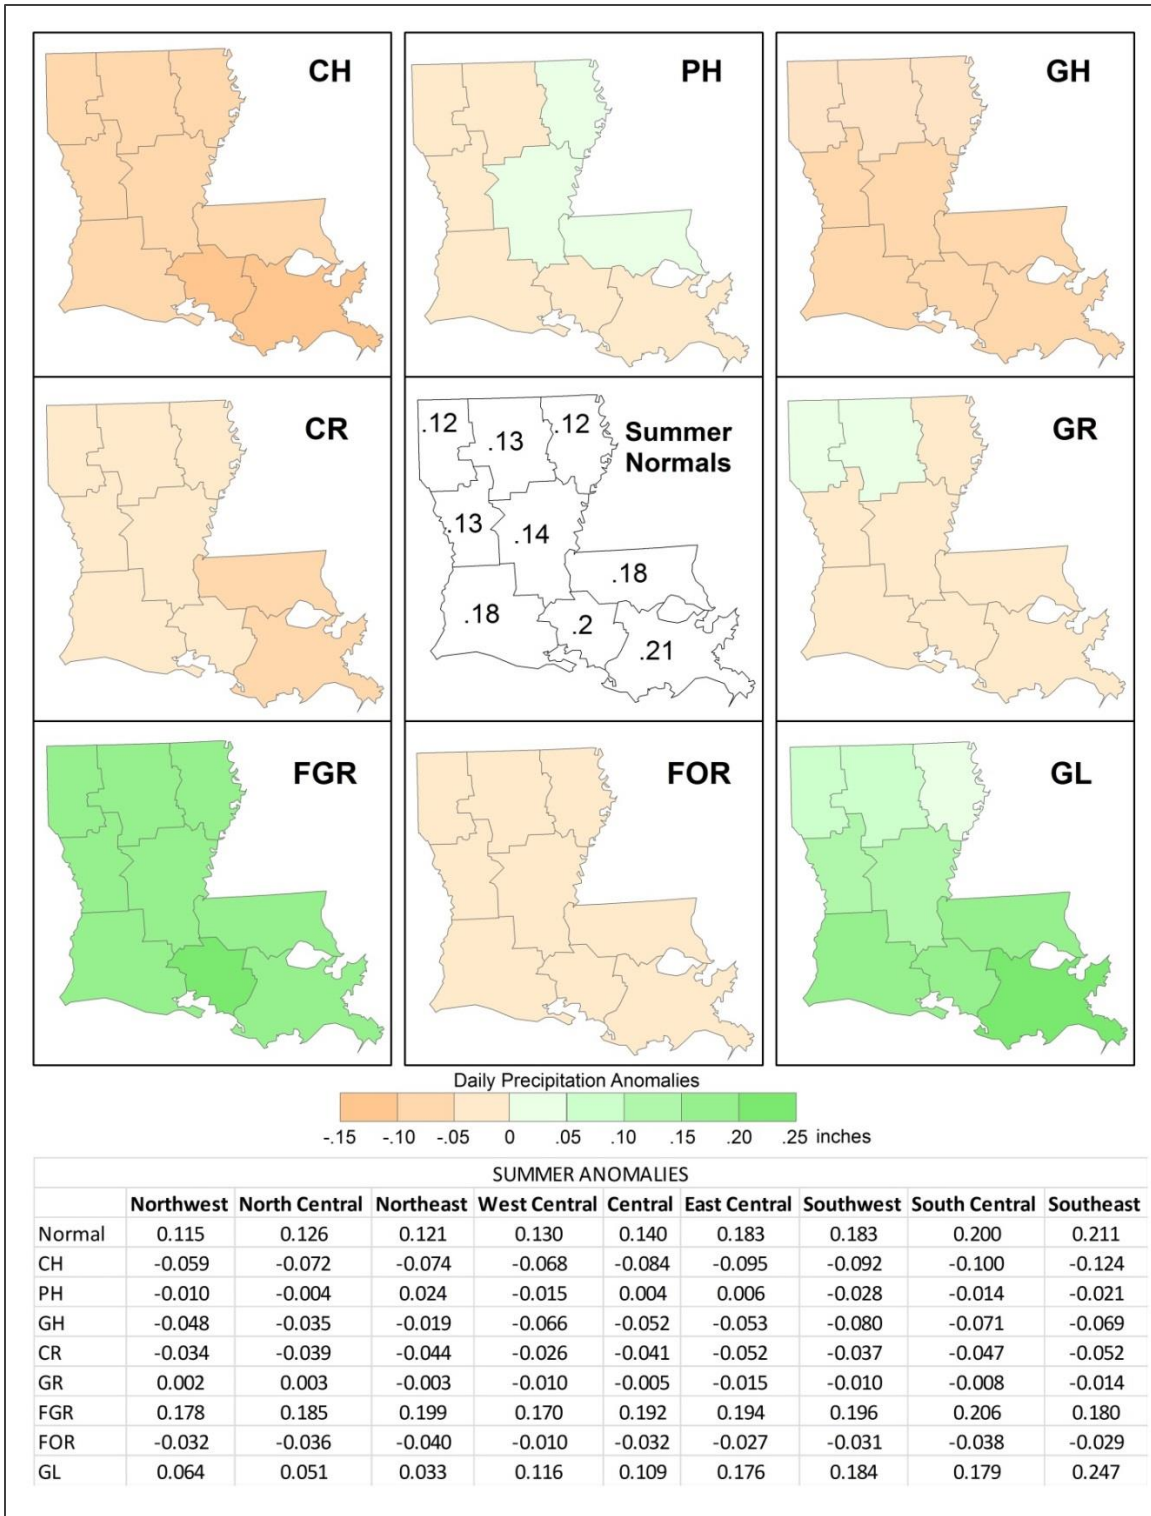 CH
PH
GH
CR
.12
.13
.12
Summer
Normals
.13
.14
.18
.18
.2
.21
GR
FGR
FOR
GL
Daily Precipitation Anomalies
-.15 -.10 -.05 0 .05 .10 .15 .20 .25 inches
SUMMER ANOMALIES
Northwest North Central Northeast West Central Central East Central Southwest South Central Southeast
Normal 0.115 0.126 0.121 0.130 0.140 0.183 0.183 0.200 0.211
CH -0.059 -0.072 -0.074 -0.068 -0.084 -0.095 -0.092 -0.100 -0.124
PH -0.010 -0.004 0.024 -0.015 0.004 0.006 -0.028 -0.014 -0.021
GH -0.048 -0.035 -0.019 -0.066 -0.052 -0.053 -0.080 -0.071 -0.069
CR -0.034 -0.039 -0.044 -0.026 -0.041 -0.052 -0.037 -0.047 -0.052
GR 0.002 0.003 -0.003 -0.010 -0.005 -0.015 -0.010 -0.008 -0.014
FGR 0.178 0.185 0.199 0.170 0.192 0.194 0.196 0.206 0.180
FOR -0.032 -0.036 -0.040 -0.010 -0.032 -0.027 -0.031 -0.038 -0.029
GL 0.064 0.051 0.033 0.116 0.109 0.176 0.184 0.179 0.247